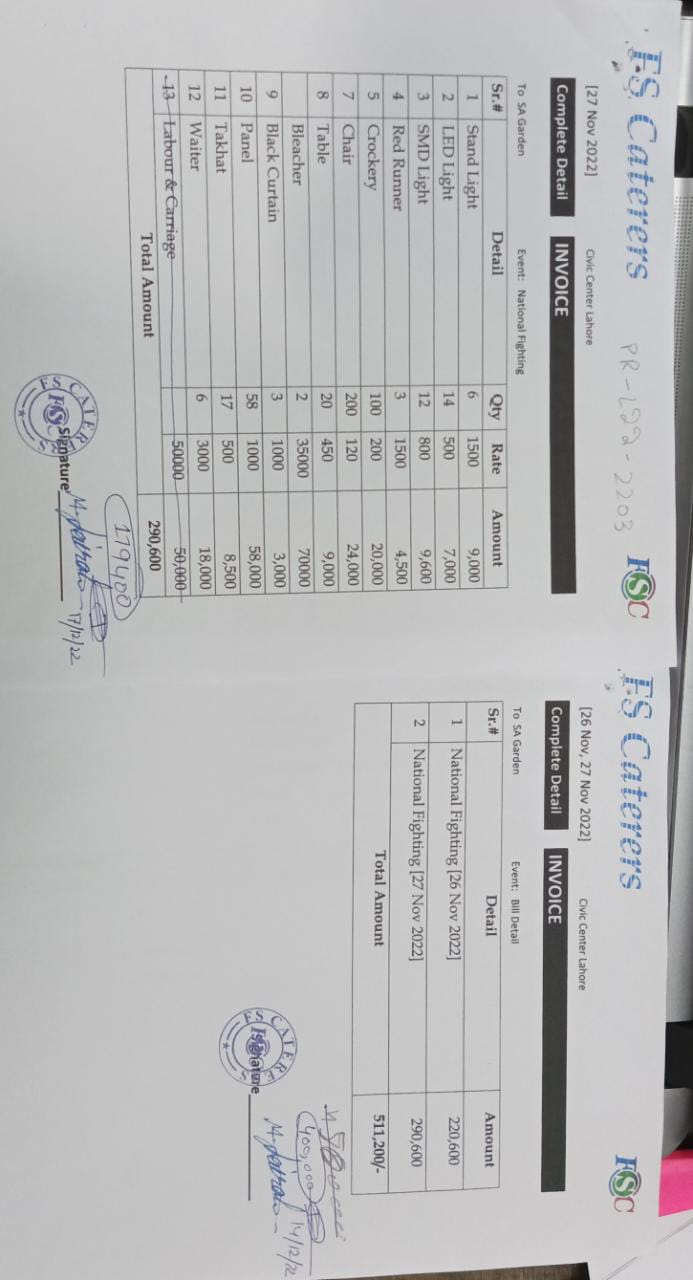 FS Caterers
PR-L22-2203
FSC
[27 Nov 2022] Civic Center Lahore
Complete Detail INVOICE
To SA Garden Event: National Fighting
Sr.# Detail Qty Rate Amount
1 Stand Light 6 1500 9,000
2 LED Light 14 500 7,000
3 SMD Light 12 800 9,600
4 Red Runner 3 1500 4,500
5 Crockery 100 200 20,000
7 Chair 200 120 24,000
8 Table 20 450 9,000
Bleacher 2 35000 70000
9 Black Curtain 3 1000 3,000
10 Panel 58 1000 58,000
11 Takhat 17 500 8,500
12 Waiter 6 3000 18,000
13 Labour & Carriage 50000 50,000
Total Amount 290,600
179400
Signature
17/12/22
FS CATER
FSC
FS Caterers
FSC
[26 Nov, 27 Nov 2022] Civic Center Lahore
Complete Detail INVOICE
To SA Garden Event: Bill Detail
Sr.# Detail Amount
1 National Fighting [26 Nov 2022] 220,600
2 National Fighting [27 Nov 2022] 290,600
Total Amount 511,200/-
400,000
Signature
14/12/22
FS CATER